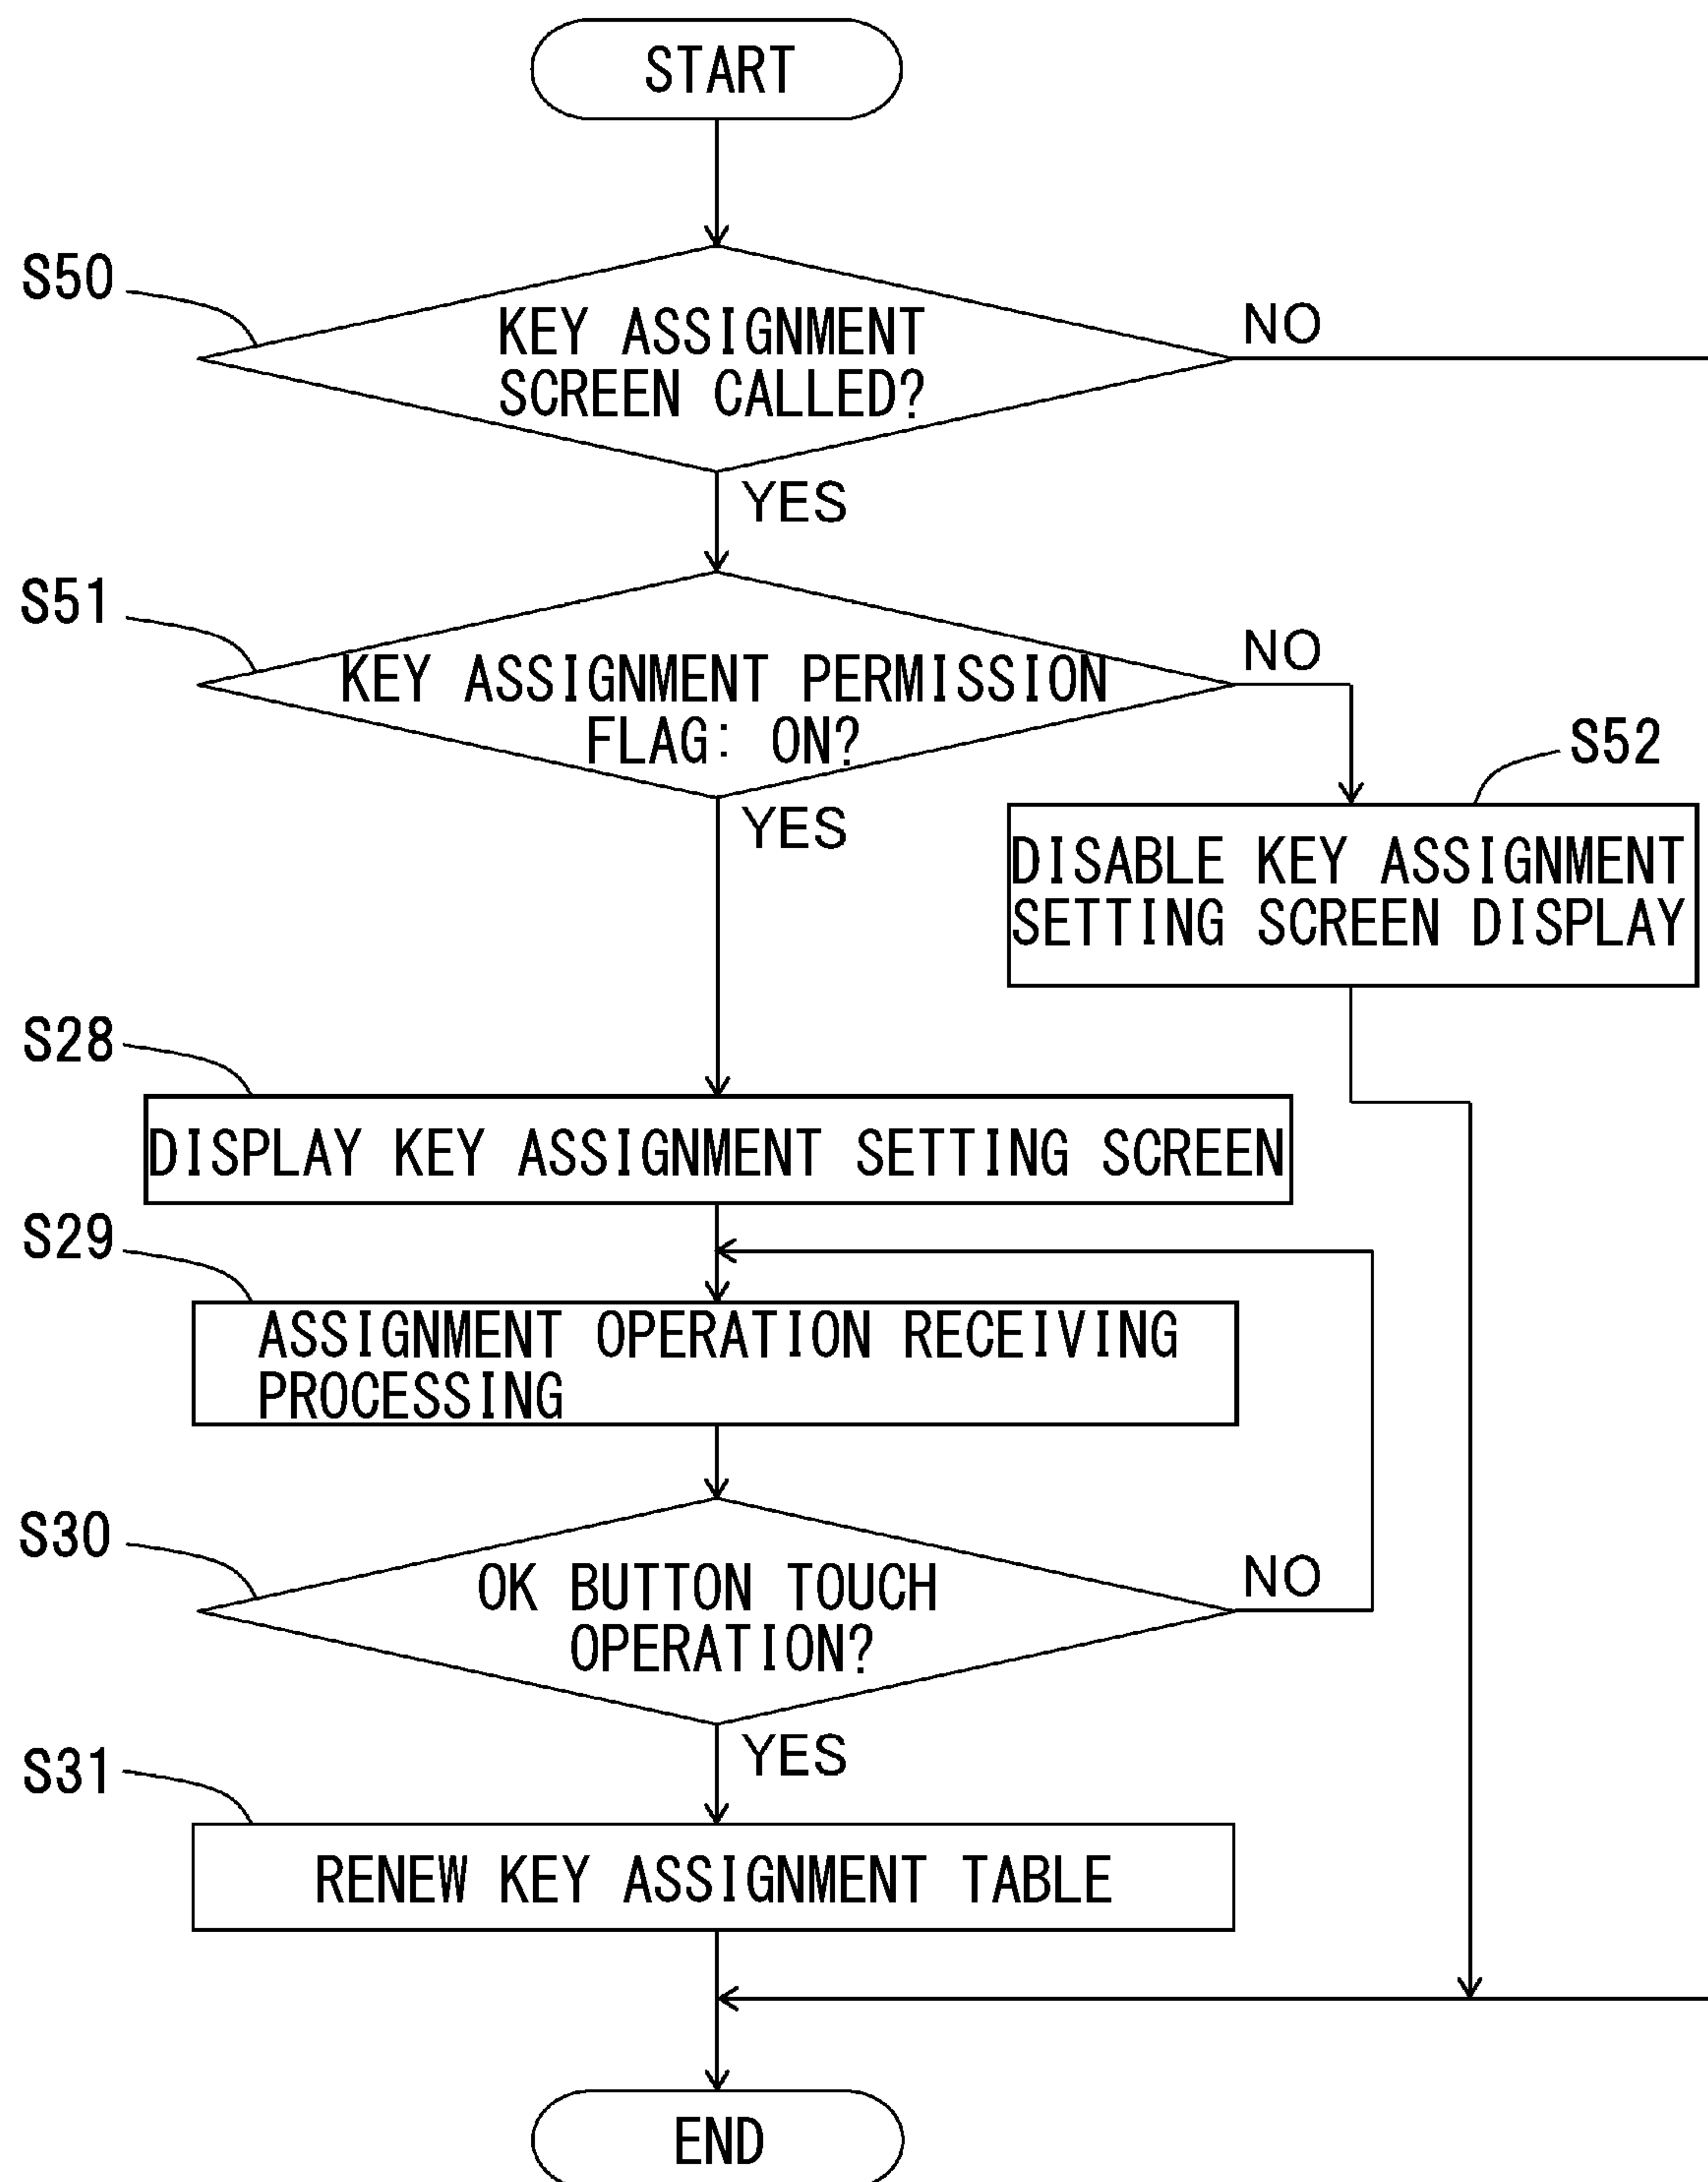 START
S50
KEY ASSIGNMENT
SCREEN CALLED?
NO
YES
S51
KEY ASSIGNMENT PERMISSION
FLAG: ON?
NO
YES
S52
DISABLE KEY ASSIGNMENT
SETTING SCREEN DISPLAY
S28
DISPLAY KEY ASSIGNMENT SETTING SCREEN
S29
ASSIGNMENT OPERATION RECEIVING
PROCESSING
S30
OK BUTTON TOUCH
OPERATION?
NO
YES
S31
RENEW KEY ASSIGNMENT TABLE
END